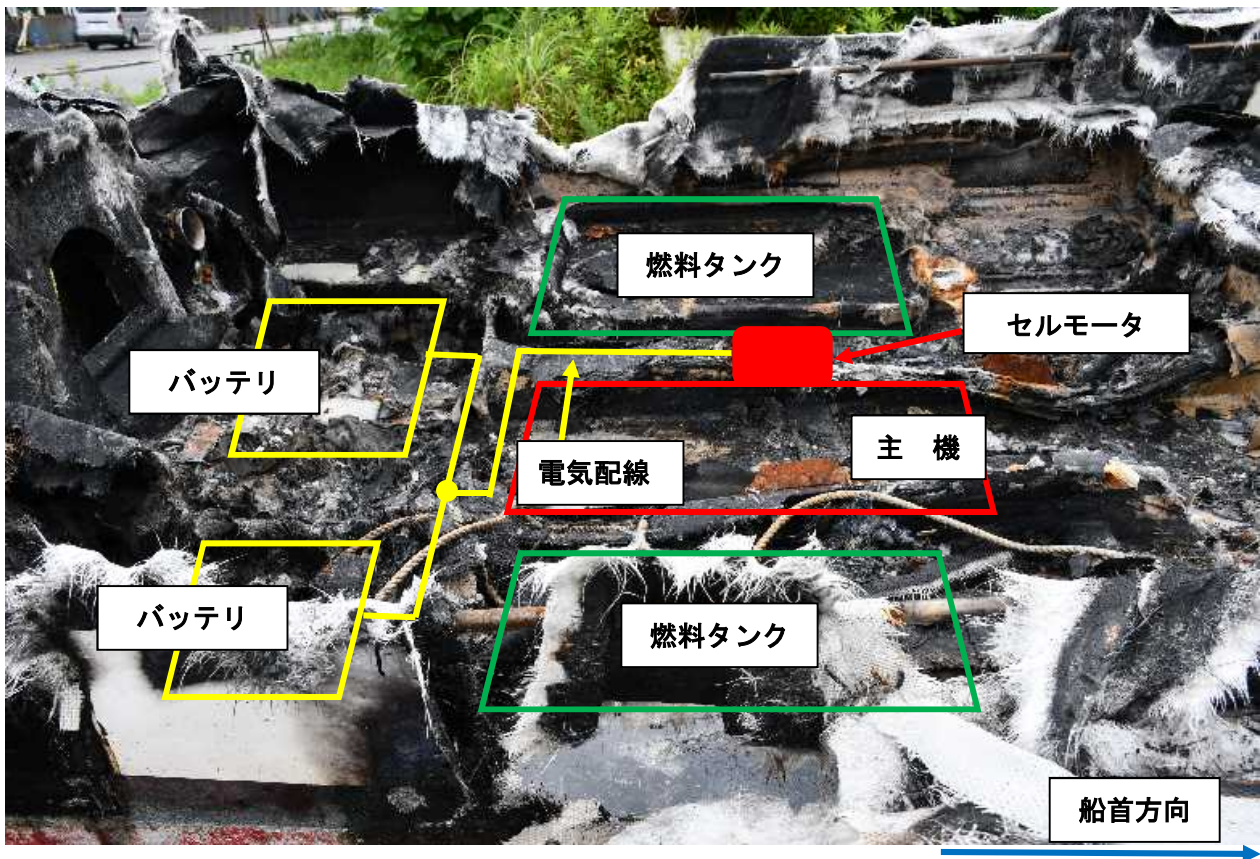 燃料タンク
セルモータ
バッテリ
主　機
電気配線
バッテリ
燃料タンク
船首方向